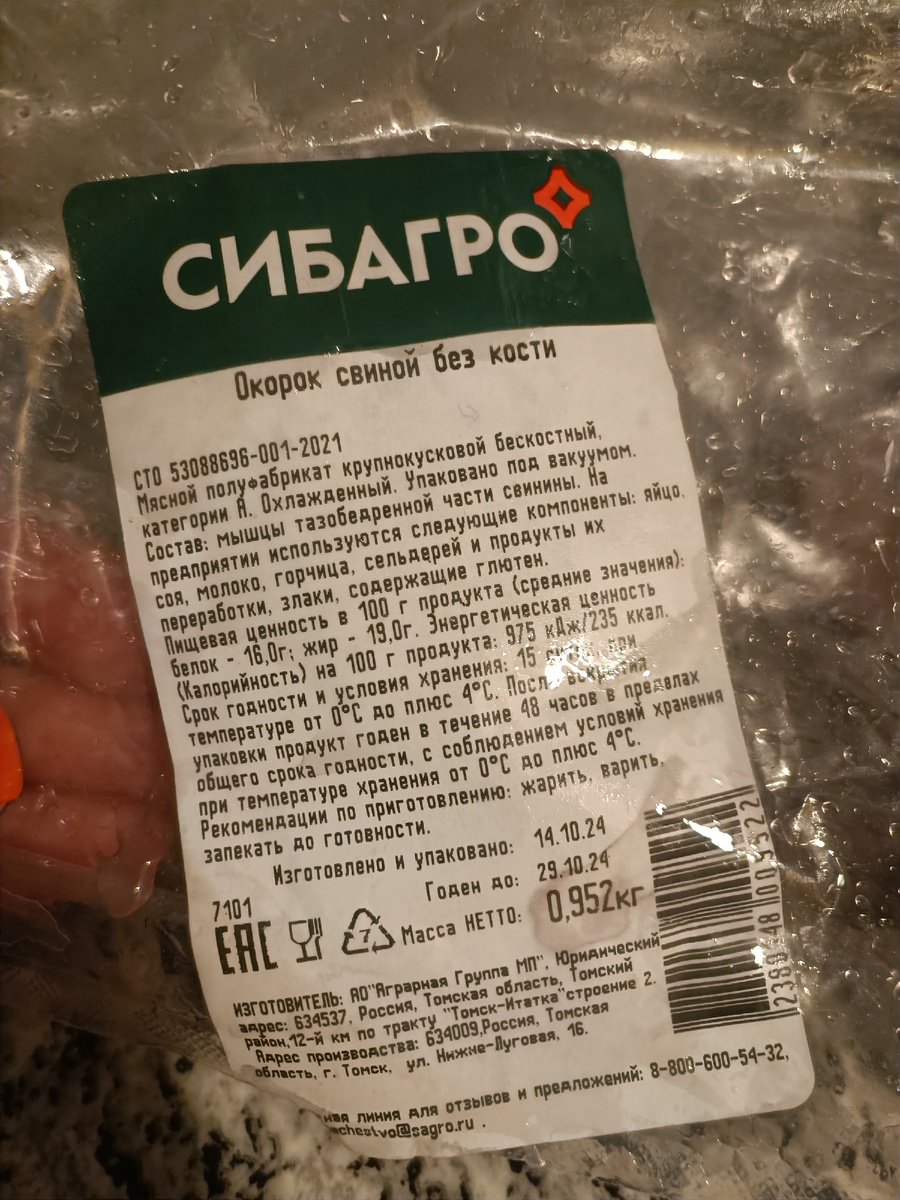 СИБАГРО
Окорок свиной без кости
СТО 53088696-001-2021
Мясной полуфабрикат крупнокусковой бескостный,
категории А. Охлажденный. Упаковано под вакуумом.
Состав: мышцы тазобедренной части свинины. На
предприятии используются следующие компоненты: яйцо,
соя, молоко, горчица, сельдерей и продукты их
переработки, злаки, содержащие глютен.
Пищевая ценность в 100 г продукта (средние значения):
белок - 16,0г; жир - 19,0г. Энергетическая ценность
(Калорийность) на 100 г продукта: 975 кДж/235 ккал.
Срок годности и условия хранения: 15 при
температуре от 0°С до плюс 4°С. После вскрытия
упаковки продукт годен в течение 48 часов в пределах
общего срока годности, с соблюдением условий хранения
при температуре хранения от 0°С до плюс 4°С.
Рекомендации по приготовлению: жарить, варить,
запекать до готовности.
Изготовлено и упаковано: 14.10.24
7101 Годен до: 29.10.24
EAC 7 Масса НЕТТО: 0,952кг
ИЗГОТОВИТЕЛЬ: АО"Аграрная Группа МП", Юридический
адрес: 634537, Россия, Томская область, Томский
район,12-й км по тракту "Томск-Итатка"строение 2.
Адрес производства: 634009,Россия, Томская
область, г. Томск, ул. Нижне-Луговая, 16.
линия для отзывов и предложений: 8-800-600-54-32,
@sagro.ru .